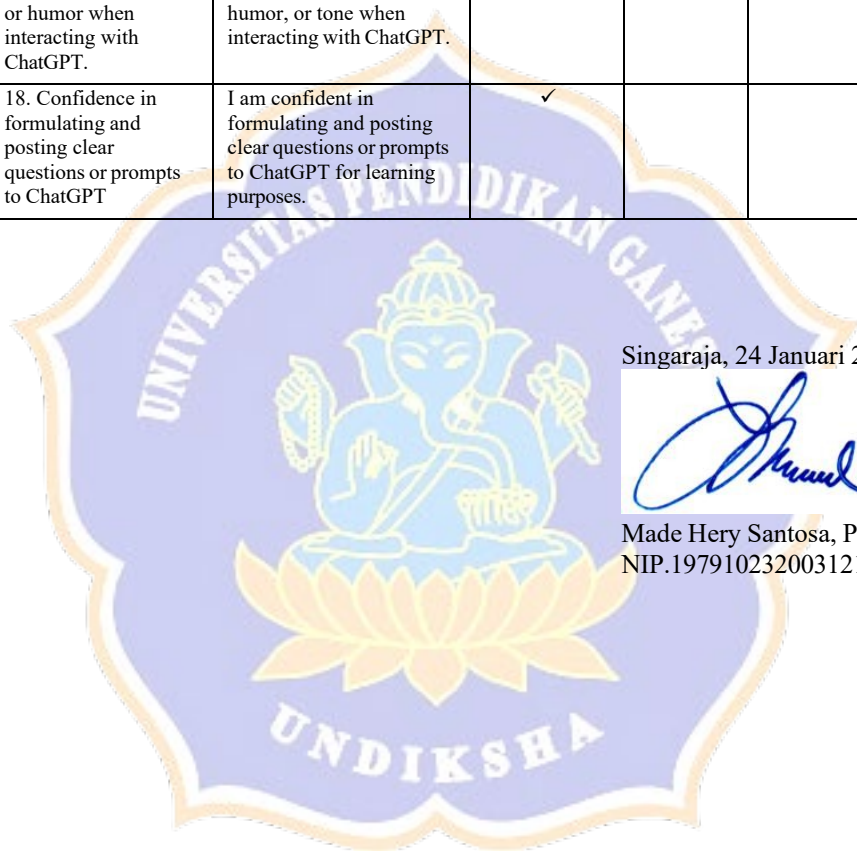 or humor when
interacting with
ChatGPT.
humor, or tone when
interacting with ChatGPT.
18. Confidence in
formulating and
posting clear
questions or prompts
to ChatGPT
I am confident in
formulating and posting
clear questions or prompts
to ChatGPT for learning
purposes.
✓
UNIVERSITAS PENDIDIKAN GANES
Singaraja, 24 Januari 2
Made Hery Santosa, P
NIP.19791023200312
UNDIKSHA